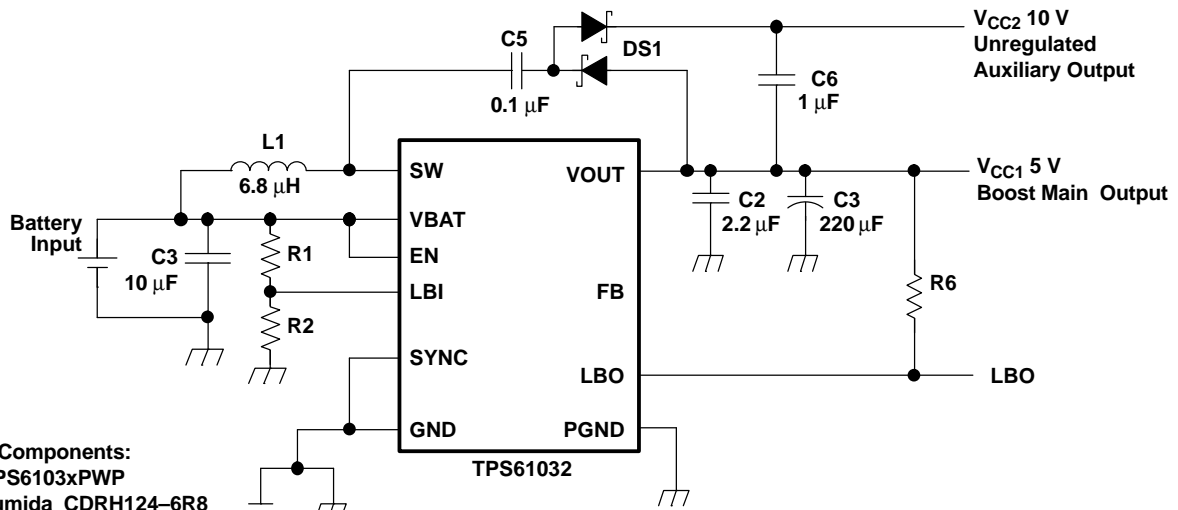 VCC2 10 V
Unregulated
Auxiliary Output
C5
0.1 μF
DS1
C6
1 μF
L1
6.8 μH
SW
VOUT
VCC1 5 V
Boost Main Output
C2
2.2 μF
C3
220 μF
Battery
Input
VBAT
C3
10 μF
R1
EN
LBI
FB
R6
R2
SYNC
LBO
LBO
GND
PGND
TPS61032
Components:
PS6103xPWP
umida CDRH124–6R8